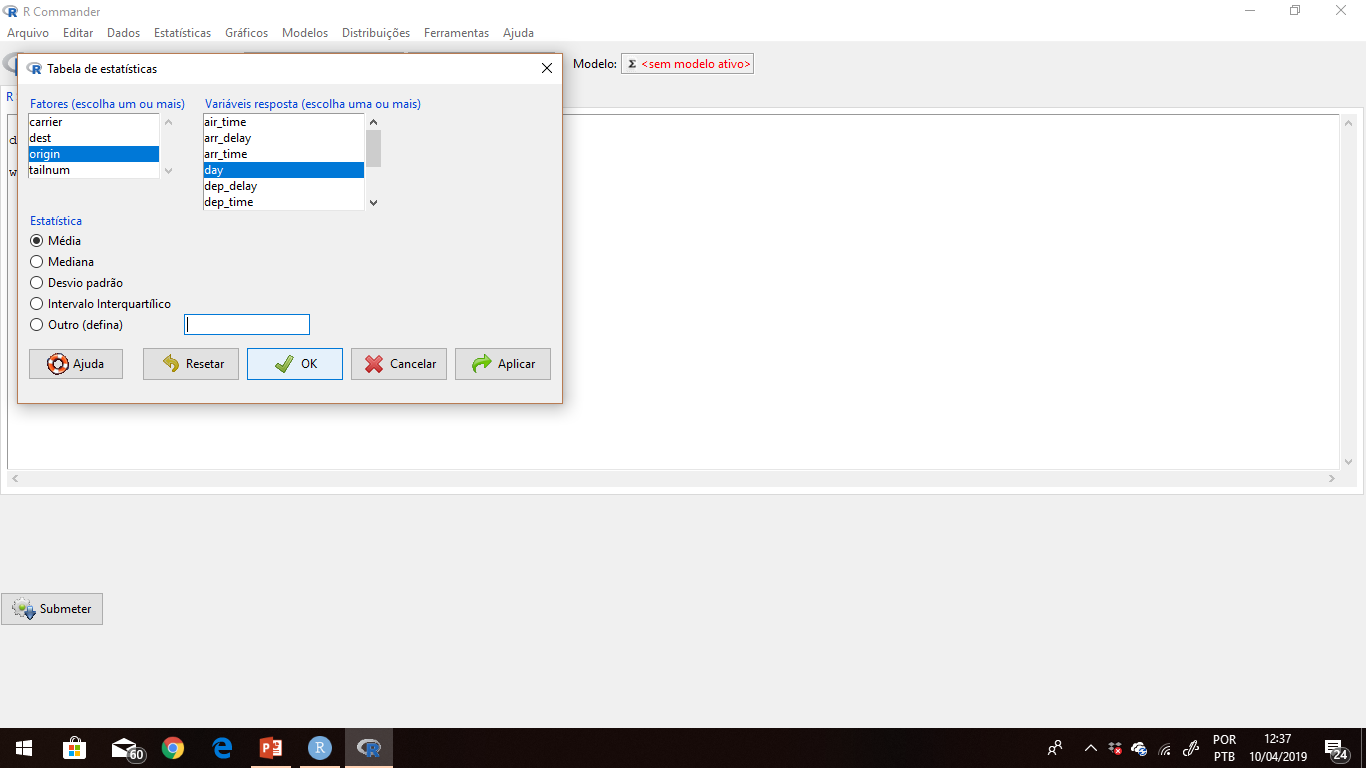 R Commander
Arquivo Editar Dados Estatísticas Gráficos Modelos Distribuições Ferramentas Ajuda
Tabela de estatísticas
Modelo: Σ <sem modelo ativo>
R
Fatores (escolha um ou mais) Variáveis resposta (escolha uma ou mais)
carrier
dest
origin
tailnum
air_time
arr_delay
arr_time
day
dep_delay
dep_time
d
w
Estatística
Média
Mediana
Desvio padrão
Intervalo Interquartílico
Outro (defina)
Ajuda Resetar OK Cancelar Aplicar
Submeter
60
POR
PTB
12:37
10/04/2019
24